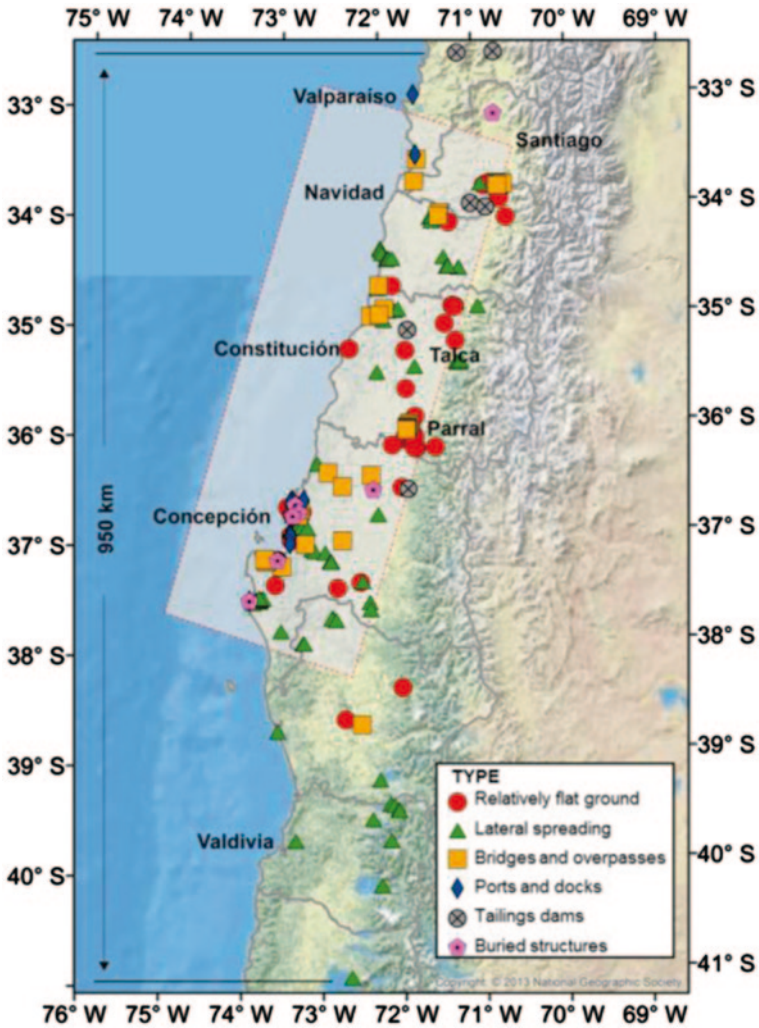 75° W 74° W 73° W 72° W 71° W 70° W 69° W
33° S
34° S
35° S
36° S
37° S
38° S
39° S
40° S
33° S
34° S
35° S
36° S
37° S
38° S
39° S
40° S
41° S
950 km
Valparaíso
Santiago
Navidad
Constitución
Talca
Parral
Concepción
Valdivia
TYPE
Relatively flat ground
Lateral spreading
Bridges and overpasses
Ports and docks
Tailings dams
Buried structures
Copyright: © 2013 National Geographic Society
76° W 75° W 74° W 73° W 72° W 71° W 70° W 69° W